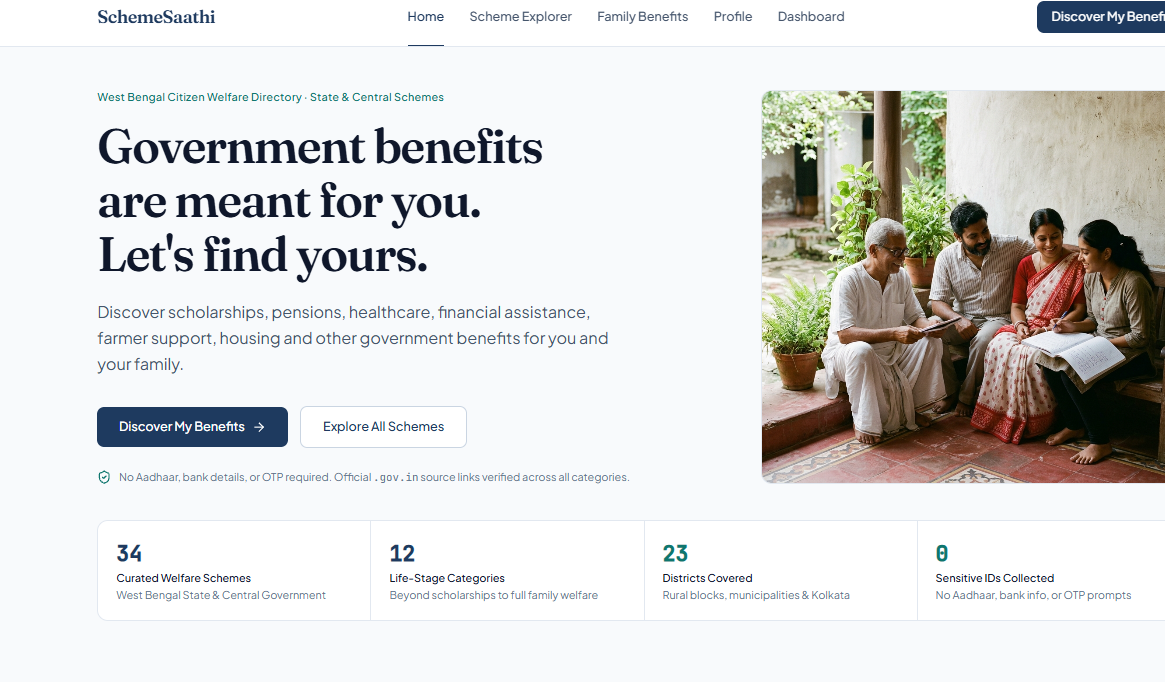 SchemeSaathi
Home
Scheme Explorer
Family Benefits
Profile
Dashboard
Discover My Benefi
West Bengal Citizen Welfare Directory · State & Central Schemes
Government benefits
are meant for you.
Let's find yours.
Discover scholarships, pensions, healthcare, financial assistance,
farmer support, housing and other government benefits for you and
your family.
Discover My Benefits →
Explore All Schemes
No Aadhaar, bank details, or OTP required. Official .gov.in source links verified across all categories.
34
Curated Welfare Schemes
West Bengal State & Central Government
12
Life-Stage Categories
Beyond scholarships to full family welfare
23
Districts Covered
Rural blocks, municipalities & Kolkata
0
Sensitive IDs Collected
No Aadhaar, bank info, or OTP prompts